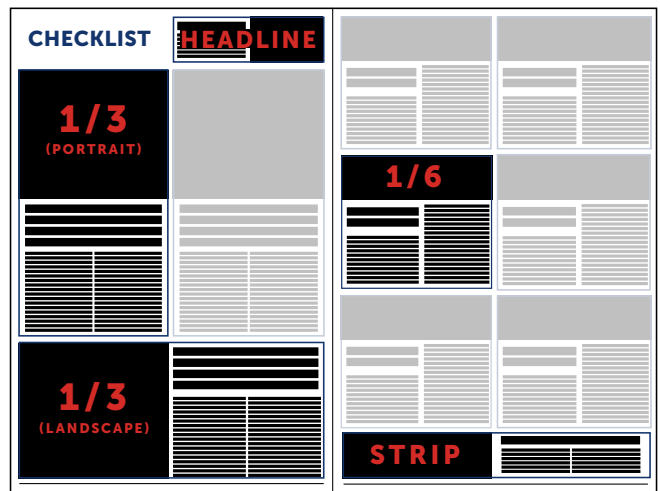 CHECKLIST
HEADLINE
1/3
(PORTRAIT)
1/3
(LANDSCAPE)
1/6
STRIP